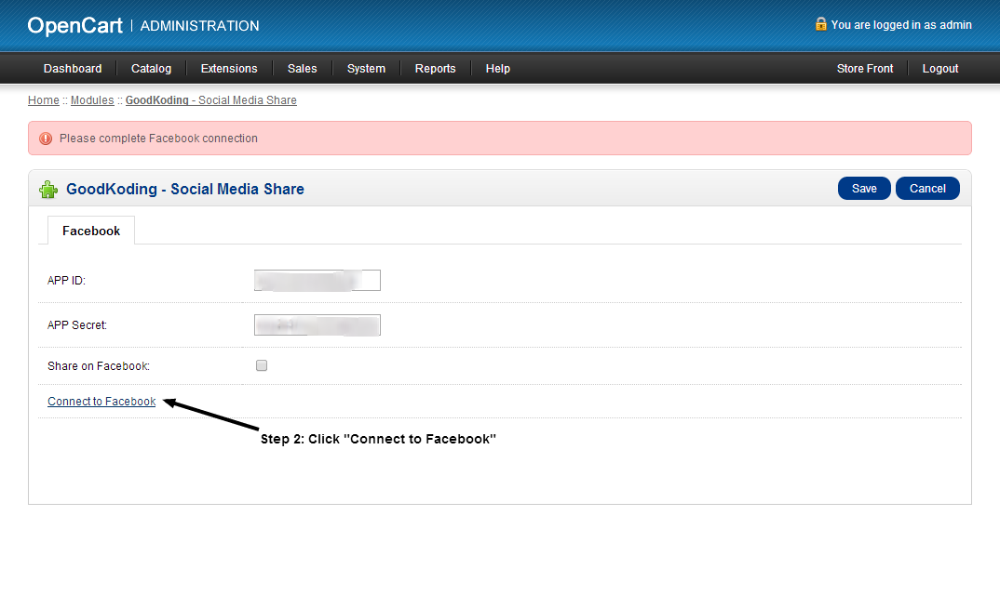 OpenCart | ADMINISTRATION
You are logged in as admin
Dashboard Catalog Extensions Sales System Reports Help Store Front Logout
Home :: Modules :: GoodKoding - Social Media Share
Please complete Facebook connection
GoodKoding - Social Media Share Save Cancel
Facebook
APP ID:
APP Secret:
Share on Facebook:
Connect to Facebook
Step 2: Click "Connect to Facebook"